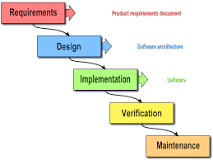 Requirements
Product requirements document
Design
Software architecture
Implementation
Software
Verification
Maintenance